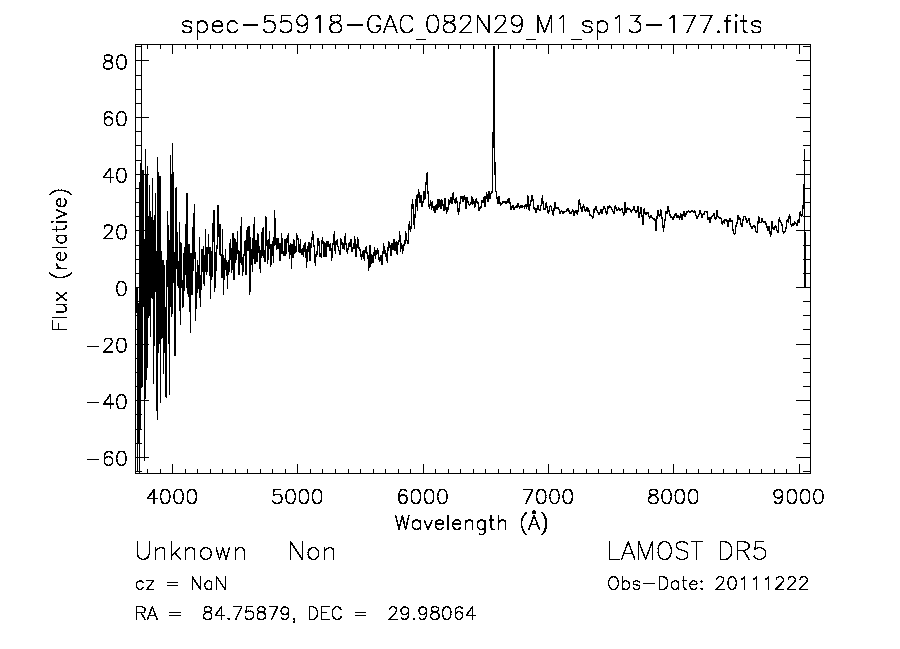 spec-55918-GAC_082N29_M1_sp13-177.fits
80
60
40
20
0
-20
-40
-60
Flux (relative)
4000 5000 6000 7000 8000 9000
Wavelength (Å)
Unknown Non LAMOST DR5
cz = NaN Obs-Date: 20111222
RA = 84.75879, DEC = 29.98064